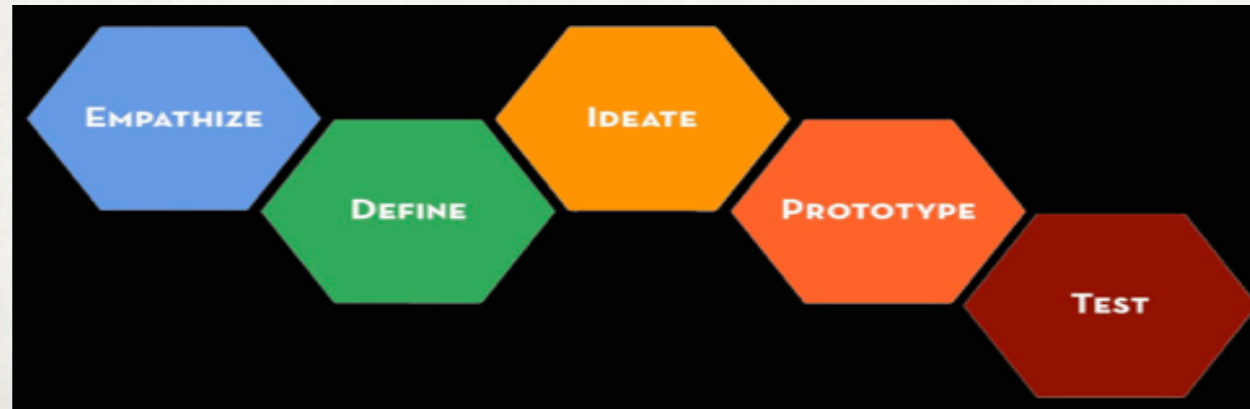 EMPATHIZE
DEFINE
IDEATE
PROTOTYPE
TEST